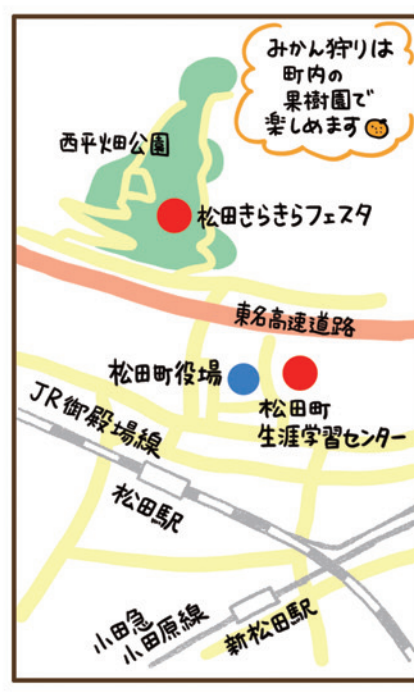 みかん狩りは
町内の
果樹園で
楽しめます
西平畑公園
松田きらきらフェスタ
東名高速道路
松田町役場
松田町
生涯学習センター
JR御殿場線
松田駅
小田急
小田原線
新松田駅